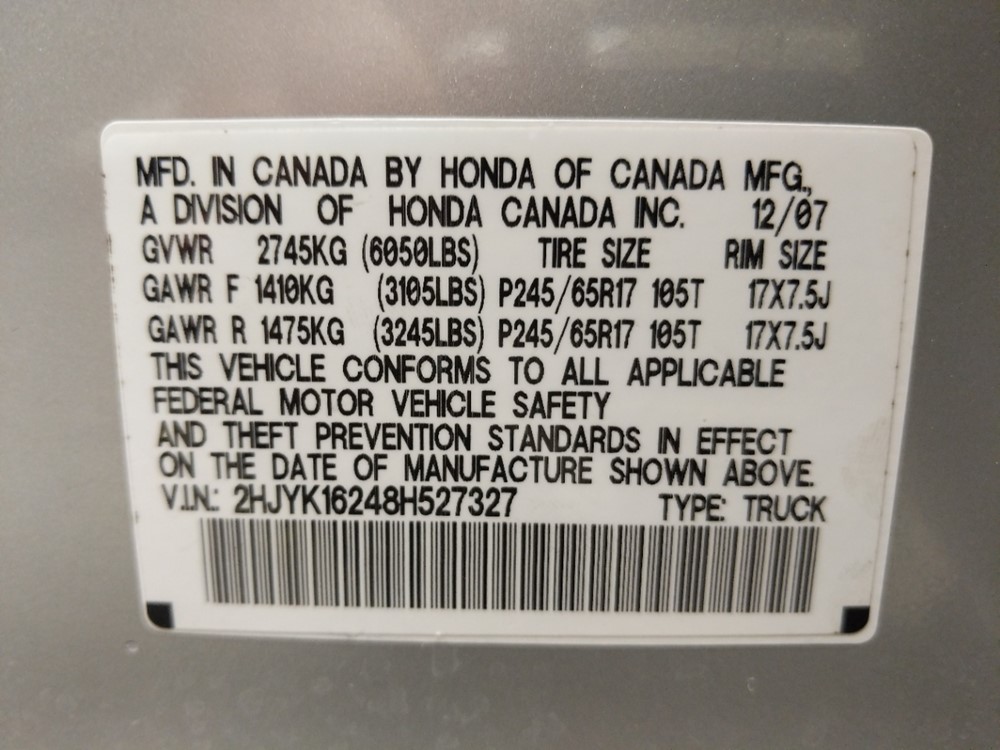 MFD. IN CANADA BY HONDA OF CANADA MFG.,
A DIVISION OF HONDA CANADA INC. 12/07
GVWR 2745KG (6050LBS) TIRE SIZE RIM SIZE
GAWR F 1410KG (3105LBS) P245/65R17 105T 17X7.5J
GAWR R 1475KG (3245LBS) P245/65R17 105T 17X7.5J
THIS VEHICLE CONFORMS TO ALL APPLICABLE
FEDERAL MOTOR VEHICLE SAFETY
AND THEFT PREVENTION STANDARDS IN EFFECT
ON THE DATE OF MANUFACTURE SHOWN ABOVE.
V.I.N.: 2HJYK16248H527327 TYPE: TRUCK